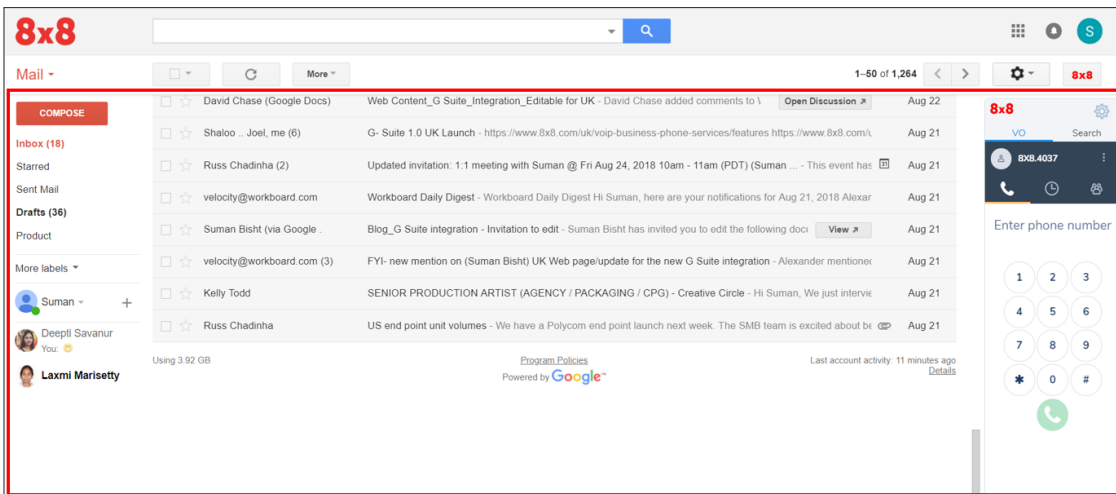 8x8
S
Mail
More
1–50 of 1,264
8x8
COMPOSE
Inbox (18)
Starred
Sent Mail
Drafts (36)
Product
More labels
Suman
Deepti Savanur
You:
Laxmi Marisetty
David Chase (Google Docs) Web Content_G Suite_Integration_Editable for UK - David Chase added comments to \ Open Discussion Aug 22
Shaloo .. Joel, me (6) G- Suite 1.0 UK Launch - https://www.8x8.com/uk/voip-business-phone-services/features https://www.8x8.com/u Aug 21
Russ Chadinha (2) Updated invitation: 1:1 meeting with Suman @ Fri Aug 24, 2018 10am - 11am (PDT) (Suman ... - This event has 31 Aug 21
velocity@workboard.com Workboard Daily Digest - Workboard Daily Digest Hi Suman, here are your notifications for Aug 21, 2018 Alexar Aug 21
Suman Bisht (via Google . Blog_G Suite integration - Invitation to edit - Suman Bisht has invited you to edit the following docu View Aug 21
velocity@workboard.com (3) FYI- new mention on (Suman Bisht) UK Web page/update for the new G Suite integration - Alexander mentionec Aug 21
Kelly Todd SENIOR PRODUCTION ARTIST (AGENCY / PACKAGING / CPG) - Creative Circle - Hi Suman, We just intervie Aug 21
Russ Chadinha US end point unit volumes - We have a Polycom end point launch next week. The SMB team is excited about be Aug 21
Using 3.92 GB
Program Policies
Powered by Google™
Last account activity: 11 minutes ago
Details
8x8
VO Search
8X8.4037
Enter phone number
1 2 3
4 5 6
7 8 9
* 0 #